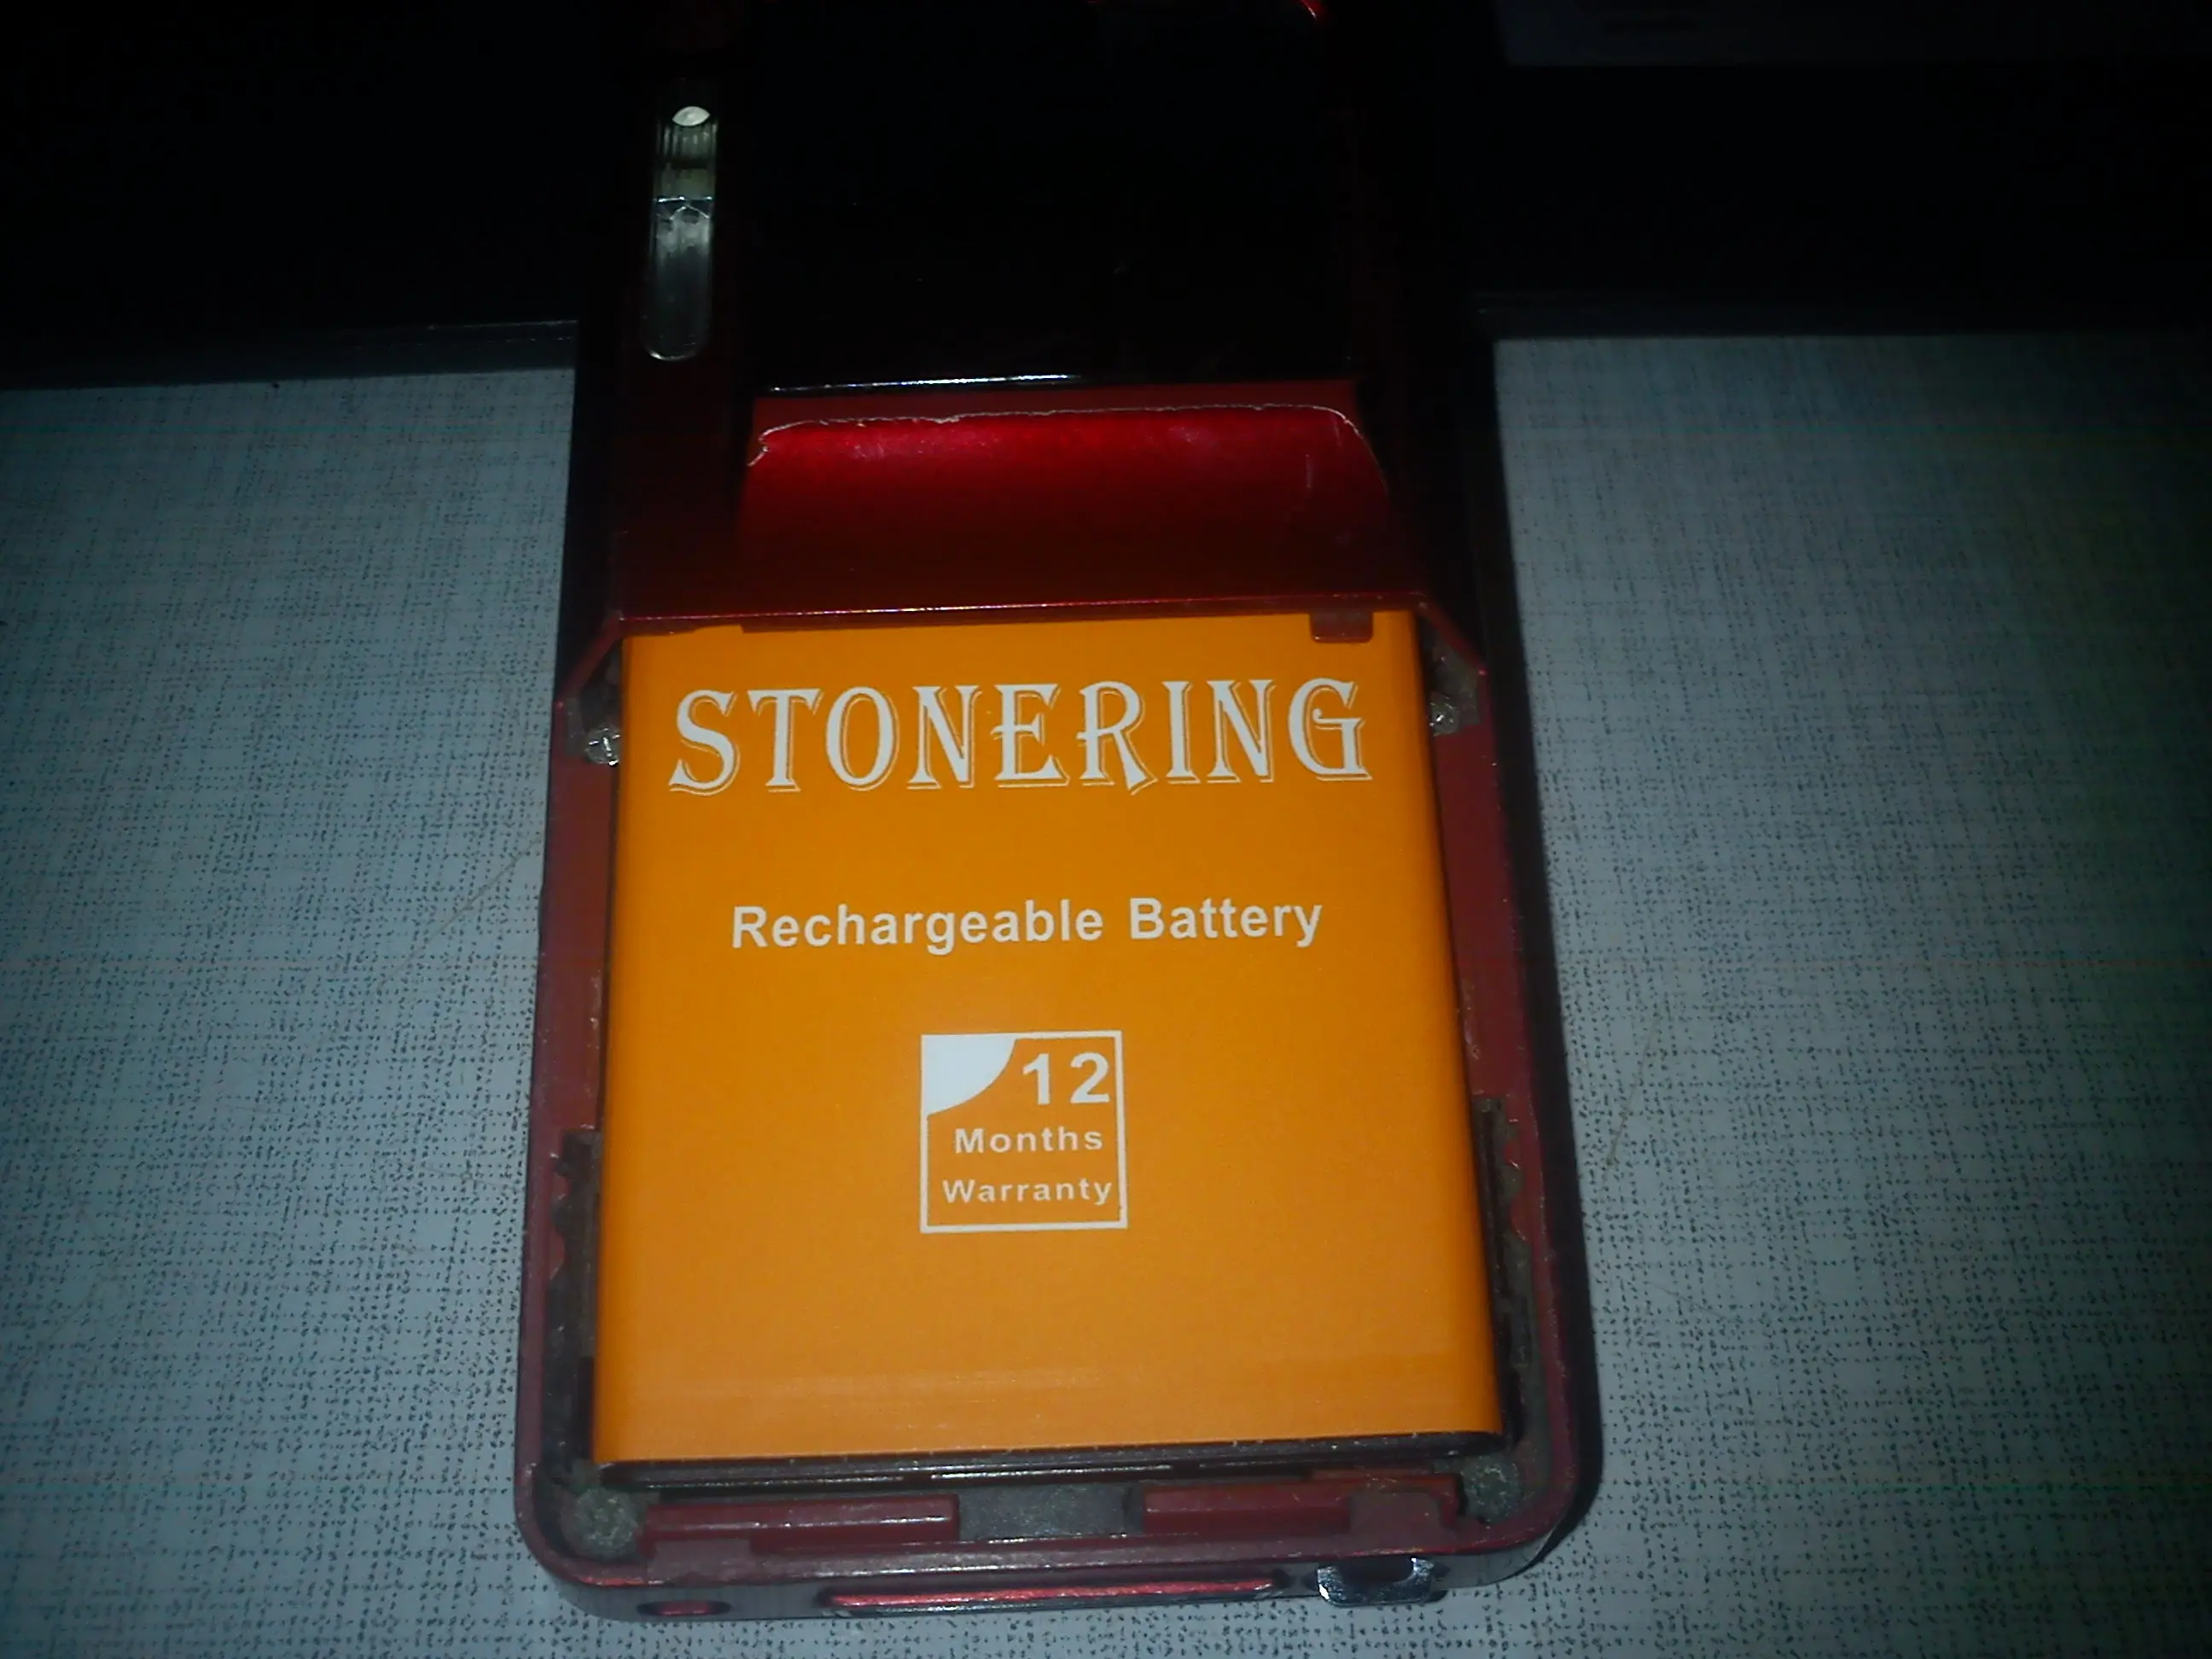 STONERING
Rechargeable Battery
12
Months
Warranty